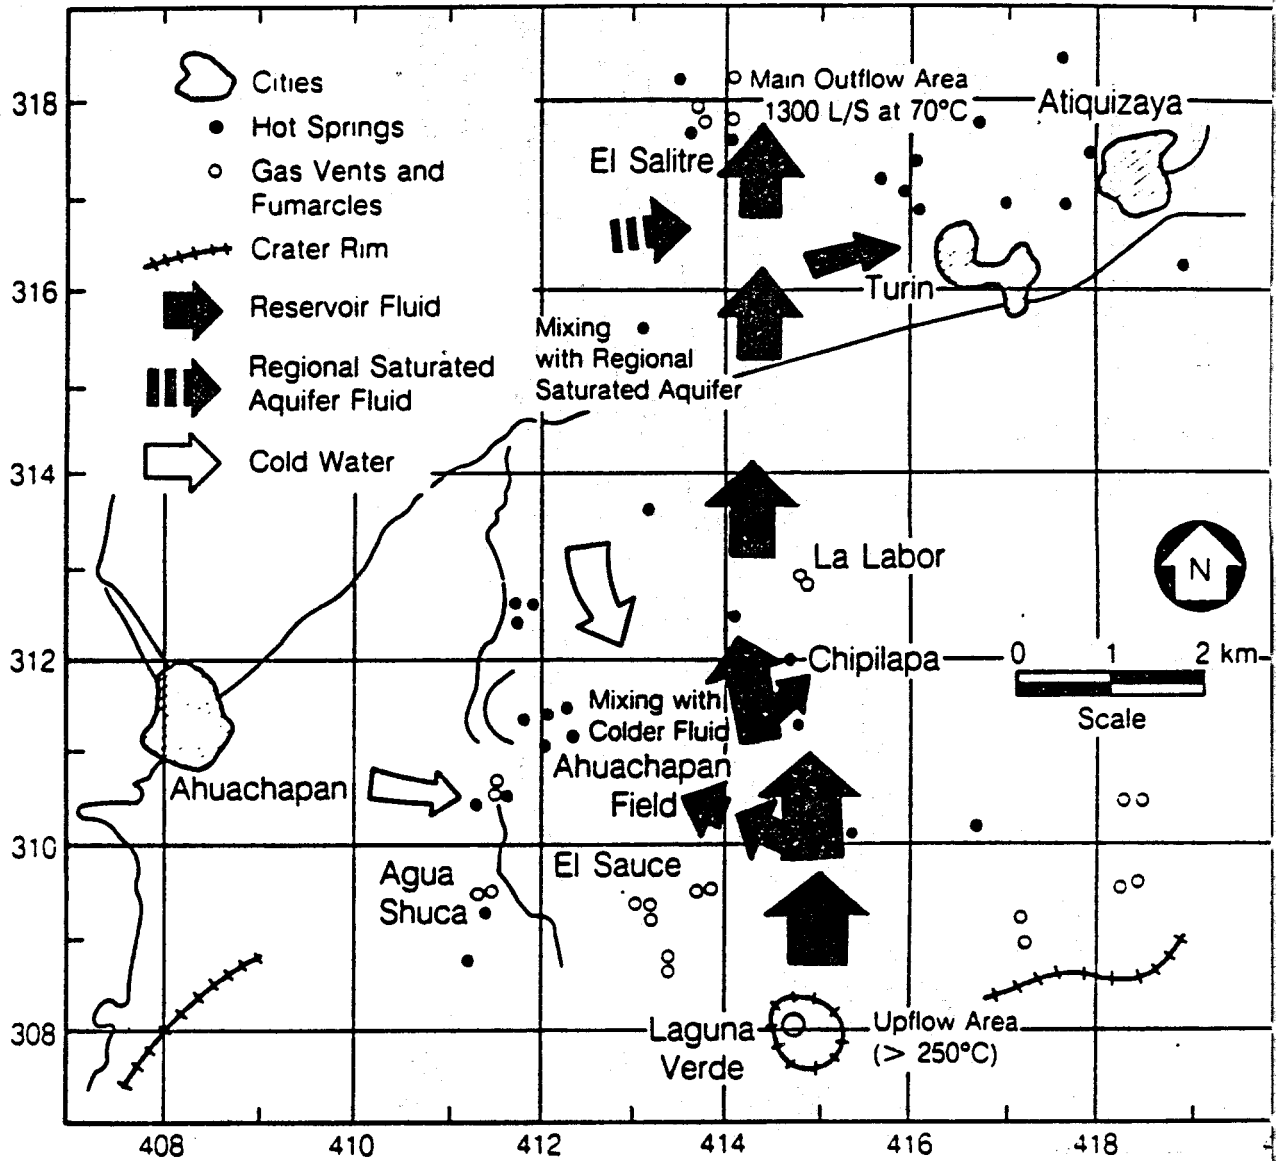 Cities
Hot Springs
Gas Vents and
Fumarcles
Crater Rim
Reservoir Fluid
Regional Saturated
Aquifer Fluid
Cold Water
Main Outflow Area
1300 L/S at 70°C
Atiquizaya
El Salitre
Turin
Mixing
with Regional
Saturated Aquifer
La Labor
N
Chipilapa
0 1 2 km
Scale
Mixing with
Colder Fluid
Ahuachapan
Field
Ahuachapan
El Sauce
Agua
Shuca
Laguna
Verde
Upflow Area
(> 250°C)
318
316
314
312
310
308
408 410 412 414 416 418